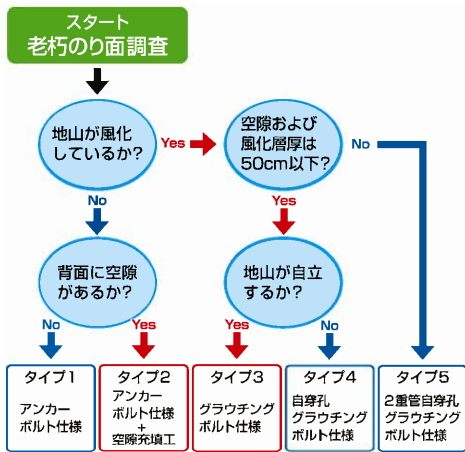 スタート
老朽のり面調査
地山が風化
しているか?
Yes
空隙および
風化層厚は
50cm以下?
No
No
Yes
背面に空隙
があるか?
地山が自立
するか?
No
Yes
Yes
No
タイプ1
アンカー
ボルト仕様
タイプ2
アンカー
ボルト仕様
+
空隙充填工
タイプ3
グラウチング
ボルト仕様
タイプ4
自穿孔
グラウチング
ボルト仕様
タイプ5
2重管自穿孔
グラウチング
ボルト仕様